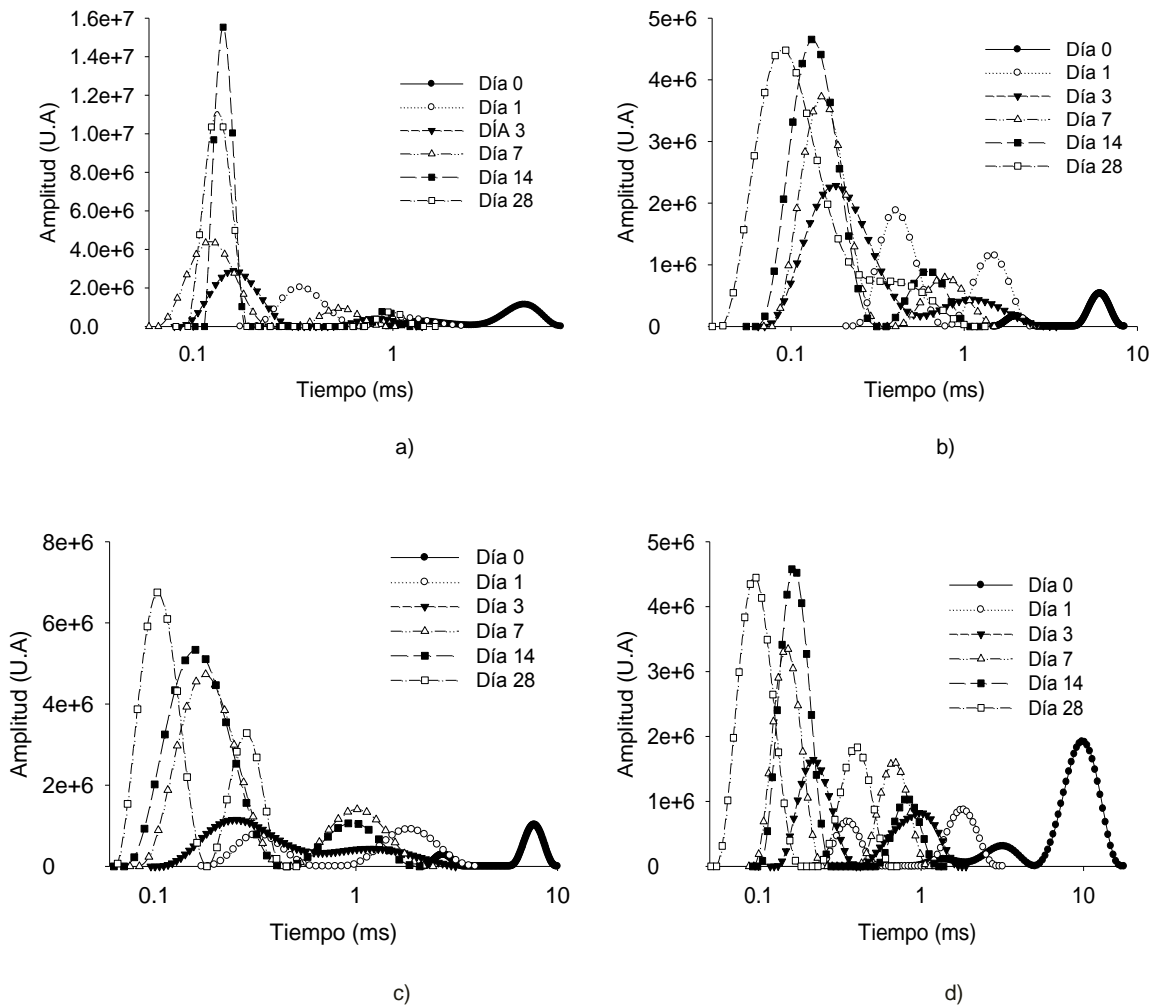 1.6e+7
1.4e+7
1.2e+7
1.0e+7
8.0e+6
6.0e+6
4.0e+6
2.0e+6
0.0
Amplitud (U.A)
0.1
1
Tiempo (ms)
Día 0
Día 1
DÍA 3
Día 7
Día 14
Día 28
a)
5e+6
4e+6
3e+6
2e+6
1e+6
0
Amplitud (U.A)
0.1
1
10
Tiempo (ms)
Día 0
Día 1
Día 3
Día 7
Día 14
Día 28
b)
8e+6
6e+6
4e+6
2e+6
0
Amplitud (U.A)
0.1
1
10
Tiempo (ms)
Día 0
Día 1
Día 3
Día 7
Día 14
Día 28
c)
5e+6
4e+6
3e+6
2e+6
1e+6
0
Amplitud (U.A)
0.1
1
10
Tiempo (ms)
Día 0
Día 1
Día 3
Día 7
Día 14
Día 28
d)